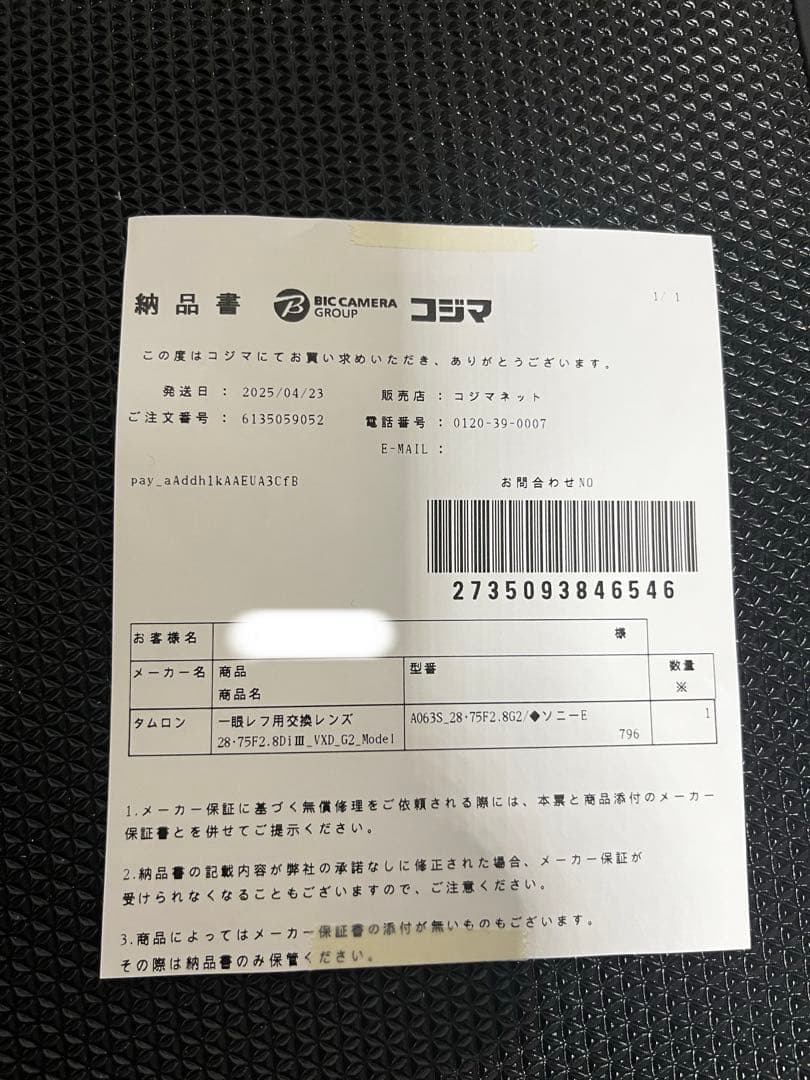 納品書 BIC CAMERA GROUP コジマ 1/ 1
この度はコジマにてお買い求めいただき、ありがとうございます。
発送日 : 2025/04/23 販売店 : コジマネット
ご注文番号 : 6135059052 電話番号 : 0120-39-0007
E-MAIL :
pay_aAddh1kAAEUA3CfB お問合わせNO
2735093846546
お客様名 様
メーカー名 商品 型番 数量
商品名 ※
タムロン 一眼レフ用交換レンズ A063S_28・75F2.8G2/◆ソニーE 1
28・75F2.8DiⅢ_VXD_G2_Model 796
1.メーカー保証に基づく無償修理をご依頼される際には、本票と商品添付のメーカー
保証書とを併せてご提示ください。
2.納品書の記載内容が弊社の承諾なしに修正された場合、メーカー保証が
受けられなくなることもございますので、ご注意ください。
3.商品によってはメーカー保証書の添付が無いものもございます。
その際は納品書のみ保管ください。